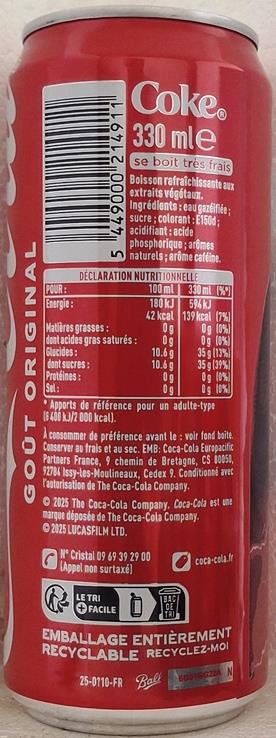 Coke®
330 ml e
se boit très frais
5 449000 214911
Boisson rafraîchissante aux
extraits végétaux.
Ingrédients : eau gazéifiée ;
sucre ; colorant : E150d ;
acidifiant : acide
phosphorique ; arômes
naturels ; arôme caféine.
GOÛT ORIGINAL
DÉCLARATION NUTRITIONNELLE
POUR : 100 ml 330 ml (%*)
Energie : 180 kJ 594 kJ
42 kcal 139 kcal (7%)
Matières grasses : 0 g 0 g (0%)
dont acides gras saturés : 0 g 0 g (0%)
Glucides : 10.6 g 35 g (13%)
dont sucres : 10.6 g 35 g (39%)
Protéines : 0 g 0 g (0%)
Sel : 0 g 0 g (0%)
*Apports de référence pour un adulte-type
(8 400 kJ/2 000 kcal).
À consommer de préférence avant le : voir fond boîte.
Conserver au frais et au sec. EMB: Coca-Cola Europacific
Partners France, 9 chemin de Bretagne, CS 80050,
92784 Issy-les-Moulineaux, Cedex 9. Conditionné avec
l'autorisation de The Coca-Cola Company.
© 2025 The Coca-Cola Company. Coca-Cola est une
marque déposée de The Coca-Cola Company.
© 2025 LUCASFILM LTD.
N° Cristal 09 69 39 29 00
(Appel non surtaxé)
coca-cola.fr
LE TRI
+ FACILE
BAC
DE
TRI
EMBALLAGE ENTIÈREMENT
RECYCLABLE RECYCLEZ-MOI
25-0110-FR Ball N